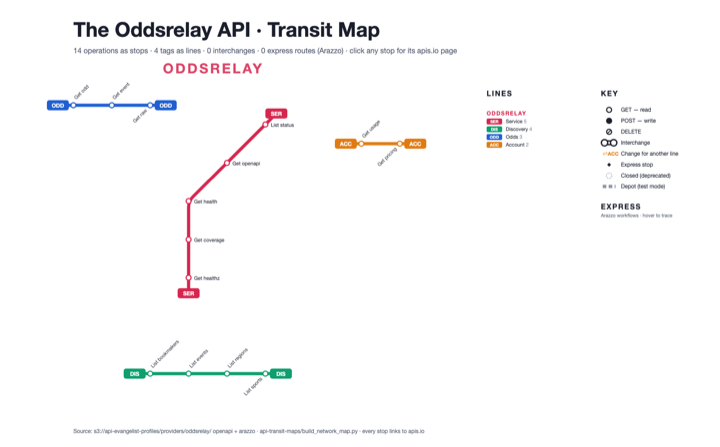 The Oddsrelay API · Transit Map
14 operations as stops · 4 tags as lines · 0 interchanges · 0 express routes (Arazzo) · click any stop for its apis.io page
ODDSRELAY
ODD
Get odd
Get event
Get raw
ODD
SER
List status
Get openapi
Get health
Get coverage
Get healthz
SER
ACC
Get usage
Get pricing
ACC
DIS
List bookmakers
List events
List regions
List sports
DIS
LINES
ODDSRELAY
SER Service 5
DIS Discovery 4
ODD Odds 3
ACC Account 2
KEY
GET — read
POST — write
DELETE
Interchange
ACC Change for another line
Express stop
Closed (deprecated)
Depot (test mode)
EXPRESS
Arazzo workflows · hover to trace
Source: s3://api-evangelist-profiles/providers/oddsrelay/ openapi + arazzo · api-transit-maps/build_network_map.py · every stop links to apis.io